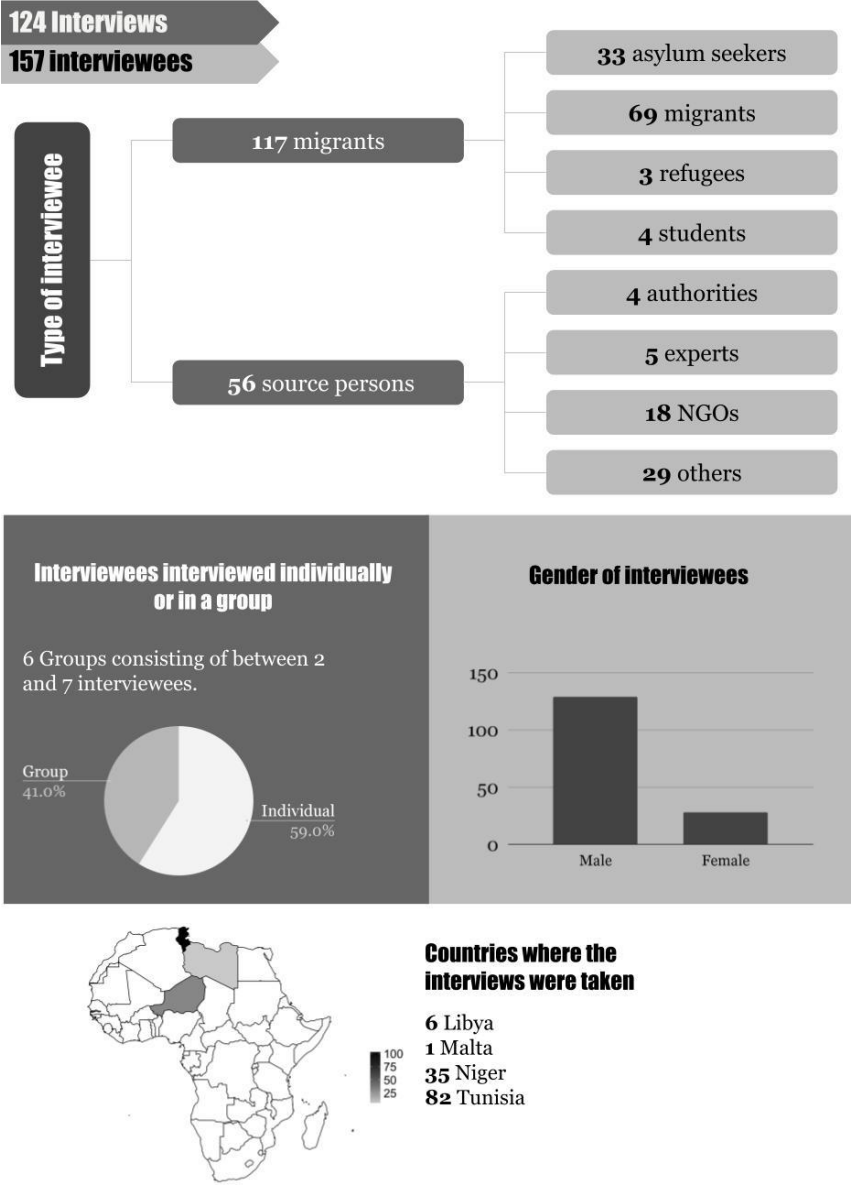 124 Interviews
157 interviewees
Type of interviewee
117 migrants
33 asylum seekers
69 migrants
3 refugees
4 students
56 source persons
4 authorities
5 experts
18 NGOs
29 others
Interviewees interviewed individually
or in a group
6 Groups consisting of between 2
and 7 interviewees.
Group
41.0%
Individual
59.0%
Gender of interviewees
150
100
50
0
Male
Female
Countries where the
interviews were taken
6 Libya
1 Malta
35 Niger
82 Tunisia
100
75
50
25